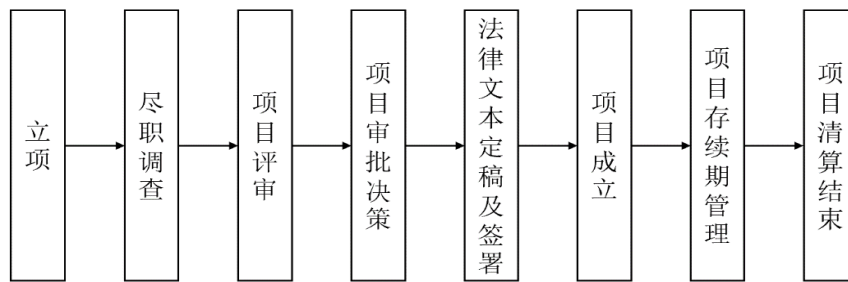 立项
尽职调查
项目评审
项目审批决策
法律文本定稿及签署
项目成立
项目存续期管理
项目清算结束